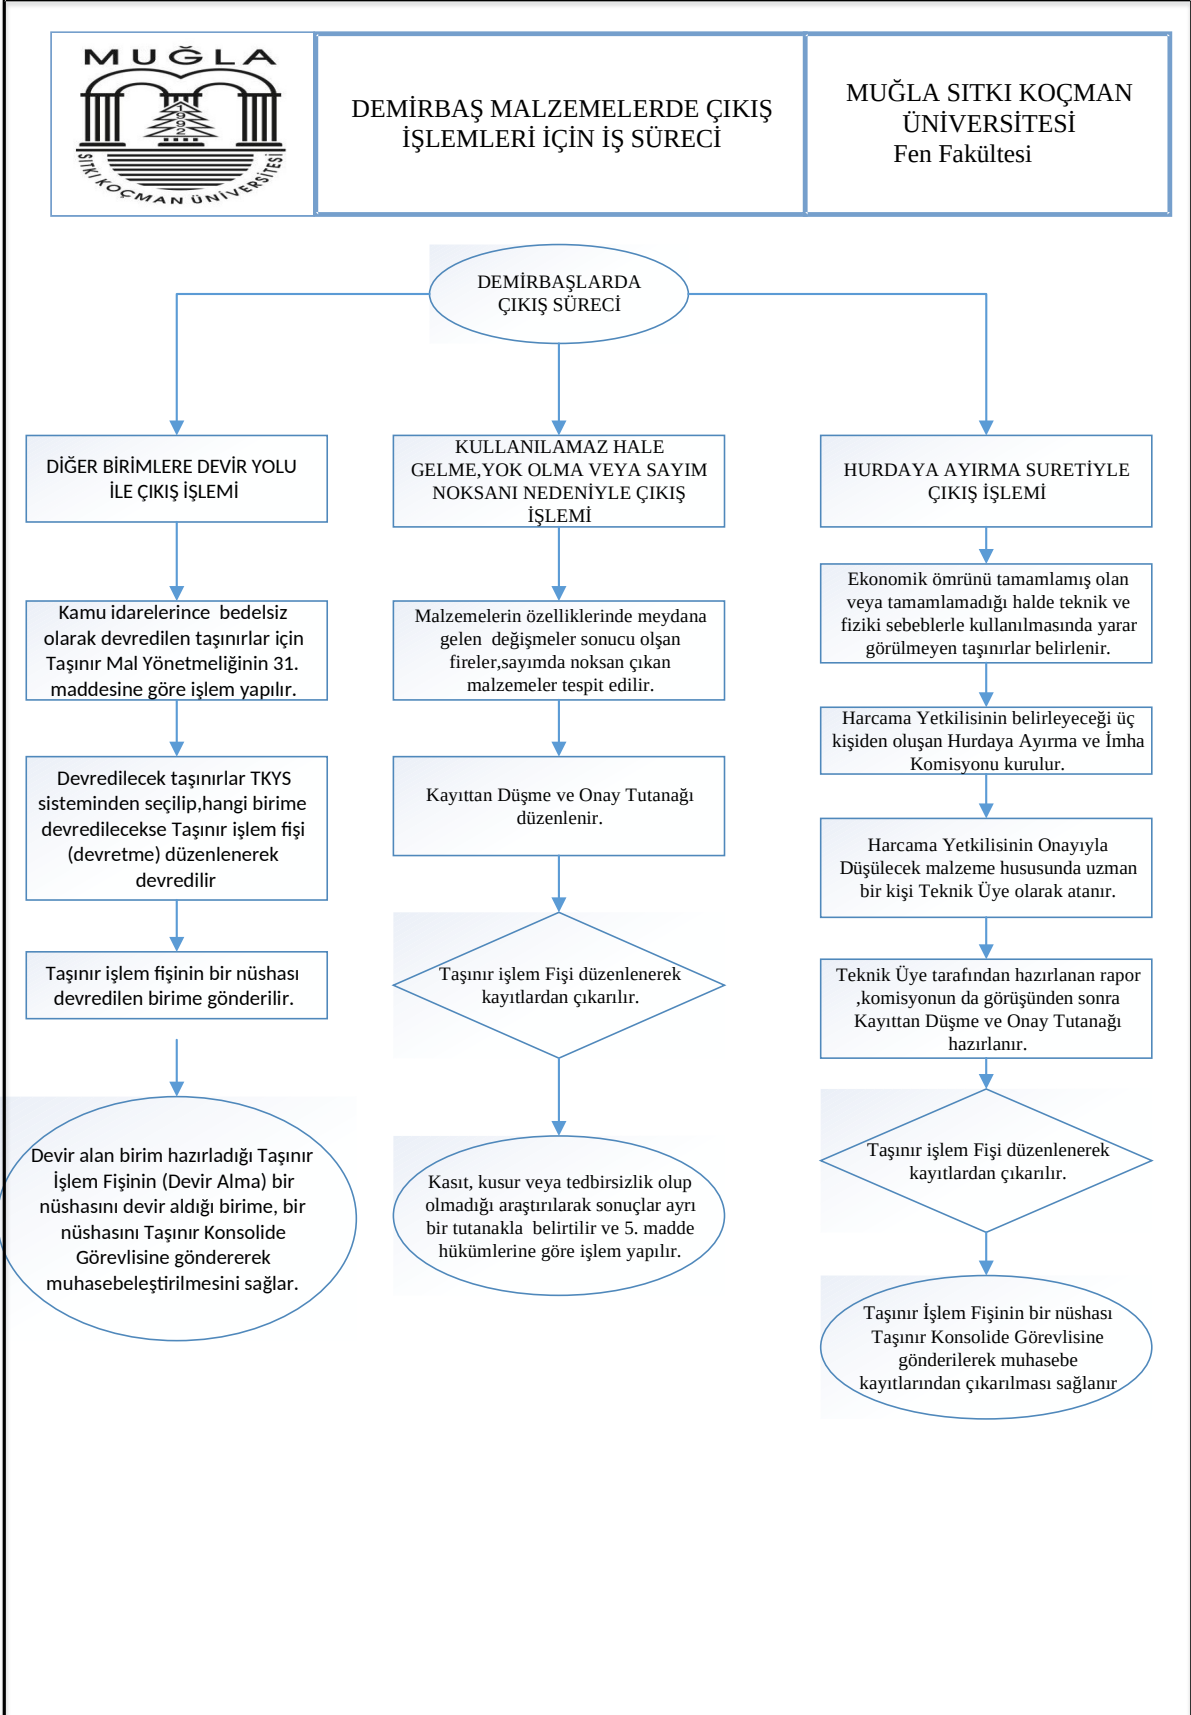 MUĞLA
1992
SITKI KOÇMAN ÜNİVERSİTESİ
DEMİRBAŞ MALZEMELERDE ÇIKIŞ
İŞLEMLERİ İÇİN İŞ SÜRECİ
MUĞLA SITKI KOÇMAN
ÜNİVERSİTESİ
Fen Fakültesi
DEMİRBAŞLARDA
ÇIKIŞ SÜRECİ
DİĞER BİRİMLERE DEVİR YOLU
İLE ÇIKIŞ İŞLEMİ
Kamu idarelerince  bedelsiz
olarak devredilen taşınırlar için
Taşınır Mal Yönetmeliğinin 31.
maddesine göre işlem yapılır.
Devredilecek taşınırlar TKYS
sisteminden seçilip,hangi birime
devredilecekse Taşınır işlem fişi
(devretme) düzenlenerek
devredilir
Taşınır işlem fişinin bir nüshası
devredilen birime gönderilir.
Devir alan birim hazırladığı Taşınır
İşlem Fişinin (Devir Alma) bir
nüshasını devir aldığı birime, bir
nüshasını Taşınır Konsolide
Görevlisine göndererek
muhasebeleştirilmesini sağlar.
KULLANILAMAZ HALE
GELME,YOK OLMA VEYA SAYIM
NOKSANI NEDENİYLE ÇIKIŞ
İŞLEMİ
Malzemelerin özelliklerinde meydana
gelen  değişmeler sonucu olşan
fireler,sayımda noksan çıkan
malzemeler tespit edilir.
Kayıttan Düşme ve Onay Tutanağı
düzenlenir.
Taşınır işlem Fişi düzenlenerek
kayıtlardan çıkarılır.
Kasıt, kusur veya tedbirsizlik olup
olmadığı araştırılarak sonuçlar ayrı
bir tutanakla  belirtilir ve 5. madde
hükümlerine göre işlem yapılır.
HURDAYA AYIRMA SURETİYLE
ÇIKIŞ İŞLEMİ
Ekonomik ömrünü tamamlamış olan
veya tamamlamadığı halde teknik ve
fiziki sebeblerle kullanılmasında yarar
görülmeyen taşınırlar belirlenir.
Harcama Yetkilisinin belirleyeceği üç
kişiden oluşan Hurdaya Ayırma ve İmha
Komisyonu kurulur.
Harcama Yetkilisinin Onayıyla
Düşülecek malzeme hususunda uzman
bir kişi Teknik Üye olarak atanır.
Teknik Üye tarafından hazırlanan rapor
,komisyonun da görüşünden sonra
Kayıttan Düşme ve Onay Tutanağı
hazırlanır.
Taşınır işlem Fişi düzenlenerek
kayıtlardan çıkarılır.
Taşınır İşlem Fişinin bir nüshası
Taşınır Konsolide Görevlisine
gönderilerek muhasebe
kayıtlarından çıkarılması sağlanır